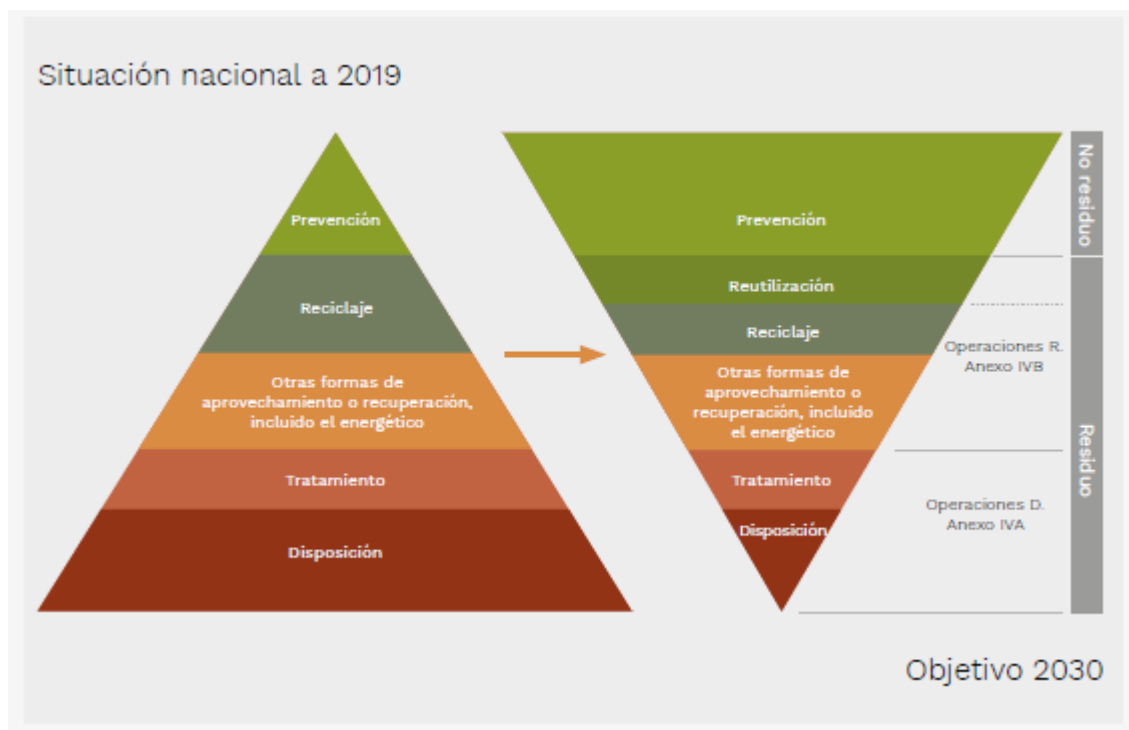 Situación nacional a 2019
Prevención
Reciclaje
Otras formas de
aprovechamiento o recuperación,
incluido el energético
Tratamiento
Disposición
Prevención
Reutilización
Reciclaje
Otras formas de
aprovechamiento o
recuperación, incluido
el energético
Tratamiento
Disposición
No residuo
Operaciones R.
Anexo IVB
Residuo
Operaciones D.
Anexo IVA
Objetivo 2030